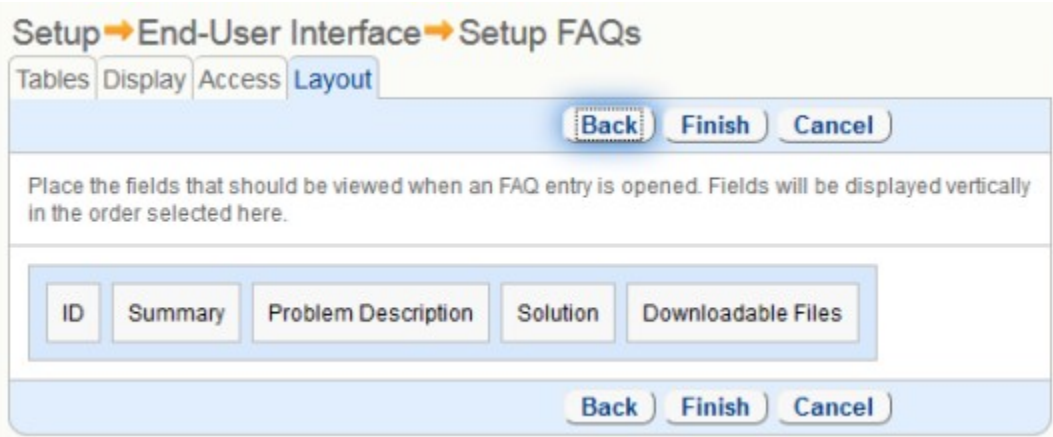 Setup➡End-User Interface➡Setup FAQs
Tables Display Access Layout
Back Finish Cancel
Place the fields that should be viewed when an FAQ entry is opened. Fields will be displayed vertically
in the order selected here.
ID Summary Problem Description Solution Downloadable Files
Back Finish Cancel